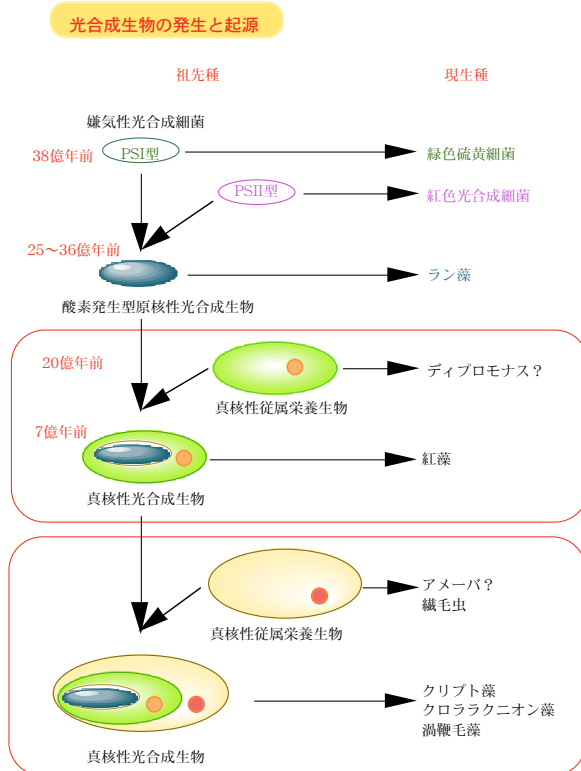 光合成生物の発生と起源
祖先種
現生種
嫌気性光合成細菌
38億年前
PSI型
緑色硫黄細菌
PSII型
紅色光合成細菌
25〜36億年前
ラン藻
酸素発生型原核性光合成生物
20億年前
ディプロモナス？
真核性従属栄養生物
7億年前
紅藻
真核性光合成生物
アメーバ？
繊毛虫
真核性従属栄養生物
クリプト藻
クロララクニオン藻
渦鞭毛藻
真核性光合成生物